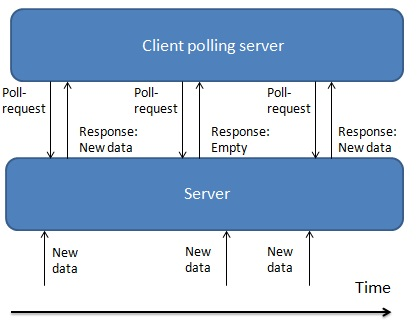 Client polling server
Poll-
request
Response:
New data
Poll-
request
Response:
Empty
Poll-
request
Response:
New data
Server
New
data
New
data
New
data
Time